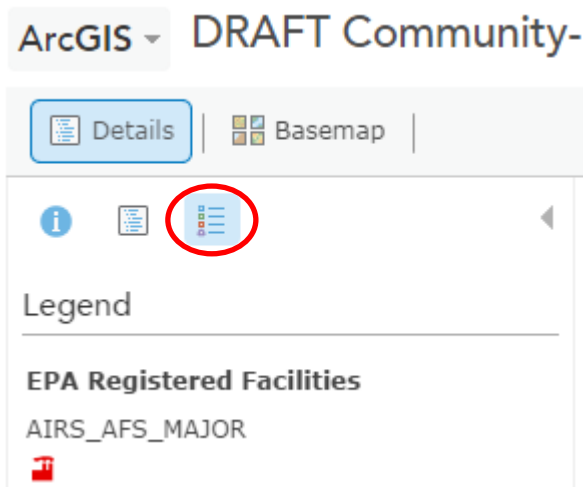 ArcGIS DRAFT Community-
Details Basemap
i
Legend
EPA Registered Facilities
AIRS_AFS_MAJOR